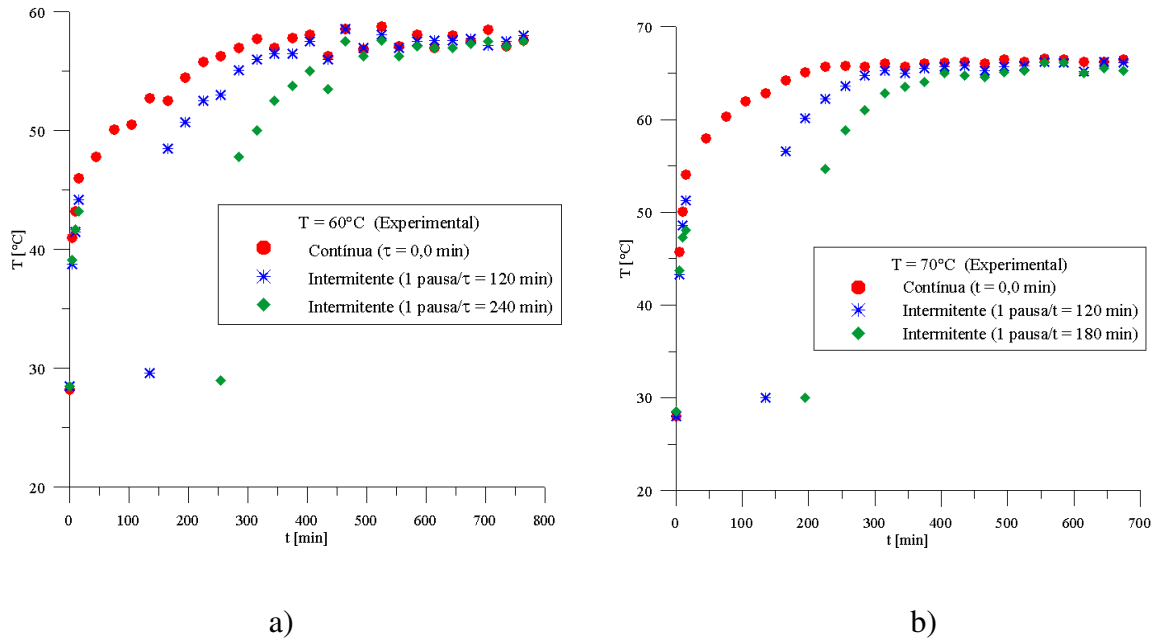 60
50
40
30
20
T [°C]
T = 60°C (Experimental)
Contínua (τ = 0,0 min)
Intermitente (1 pausa/τ = 120 min)
Intermitente (1 pausa/τ = 240 min)
0 100 200 300 400 500 600 700 800
t [min]
a)
70
60
50
40
30
20
T [°C]
T = 70°C (Experimental)
Contínua (t = 0,0 min)
Intermitente (1 pausa/t = 120 min)
Intermitente (1 pausa/t = 180 min)
0 100 200 300 400 500 600 700
t [min]
b)